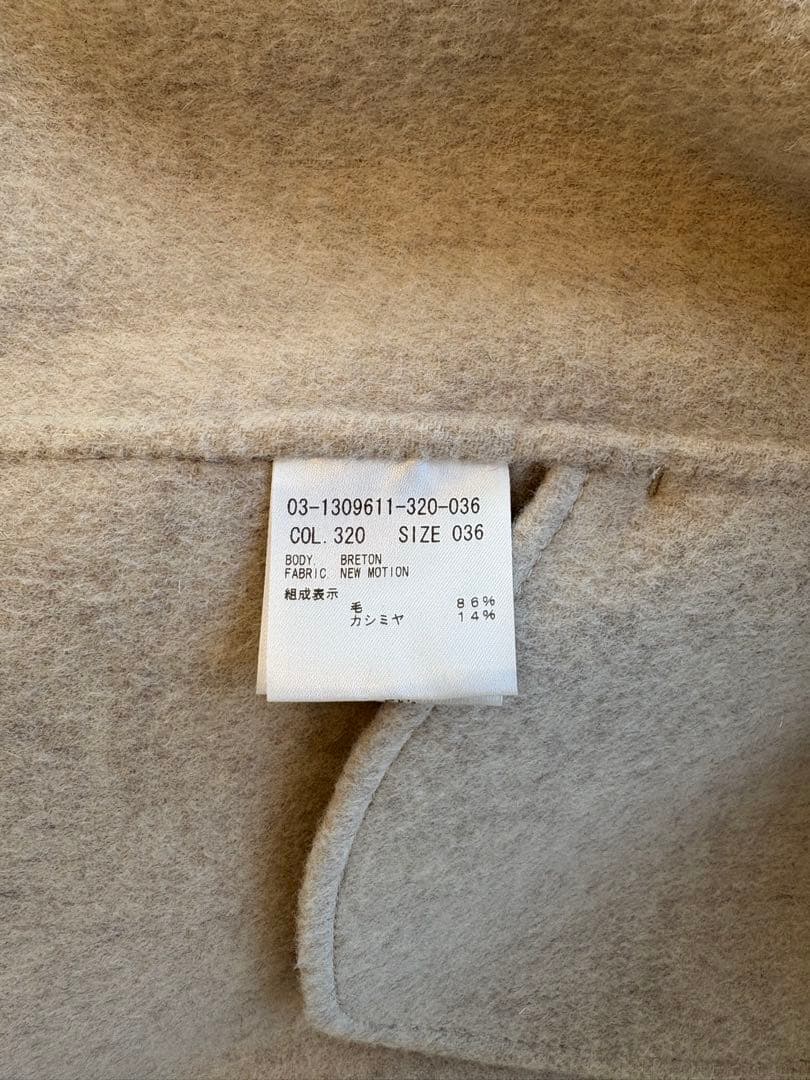 03-1309611-320-036
COL. 320 SIZE 036
BODY. BRETON
FABRIC NEW MOTION
組成表示
毛 86%
カシミヤ 14%